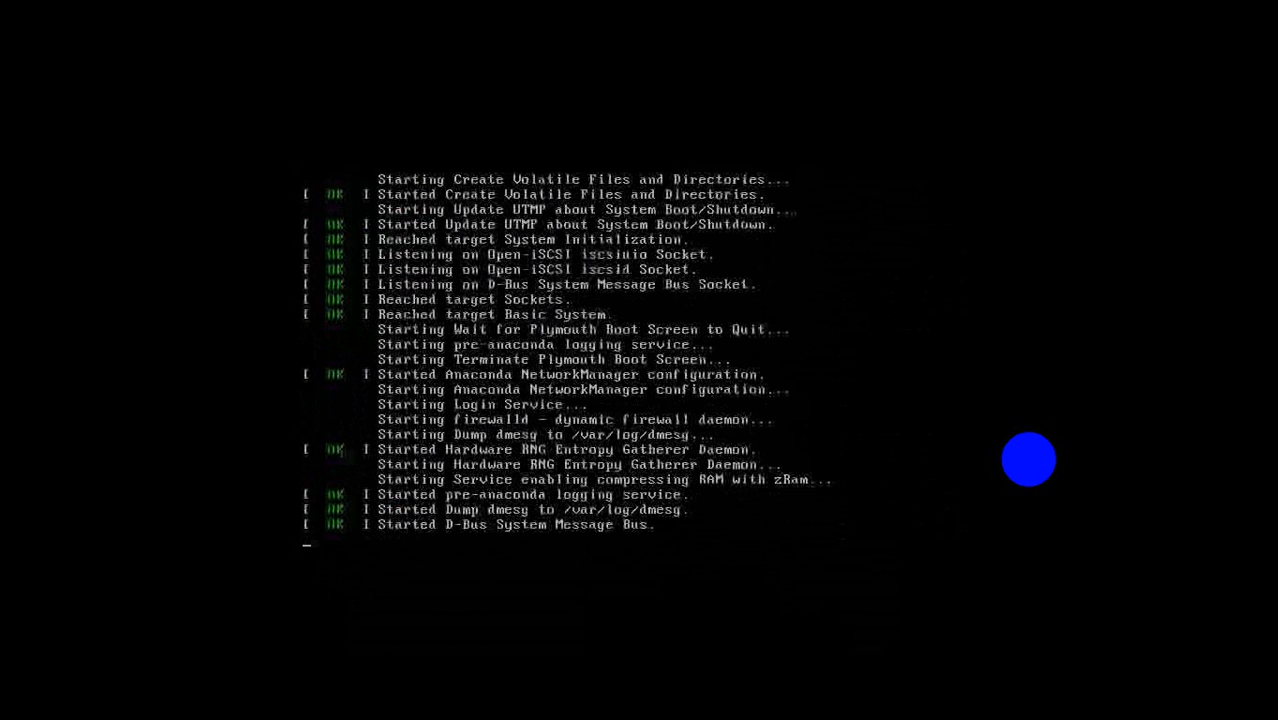 Starting Create Volatile Files and Directories...
[ OK ] Started Create Volatile Files and Directories.
Starting Update UTMP about System Boot/Shutdown...
[ OK ] Started Update UTMP about System Boot/Shutdown.
[ OK ] Reached target System Initialization.
[ OK ] Listening on Open-iSCSI iscsiuio Socket.
[ OK ] Listening on Open-iSCSI iscsid Socket.
[ OK ] Listening on D-Bus System Message Bus Socket.
[ OK ] Reached target Sockets.
[ OK ] Reached target Basic System.
Starting Wait for Plymouth Boot Screen to Quit...
Starting pre-anaconda logging service...
Starting Terminate Plymouth Boot Screen...
[ OK ] Started Anaconda NetworkManager configuration.
Starting Anaconda NetworkManager configuration...
Starting Login Service...
Starting firewalld - dynamic firewall daemon...
Starting Dump dmesg to /var/log/dmesg...
[ OK ] Started Hardware RNG Entropy Gatherer Daemon.
Starting Hardware RNG Entropy Gatherer Daemon...
Starting Service enabling compressing RAM with zRam...
[ OK ] Started pre-anaconda logging service.
[ OK ] Started Dump dmesg to /var/log/dmesg.
[ OK ] Started D-Bus System Message Bus.